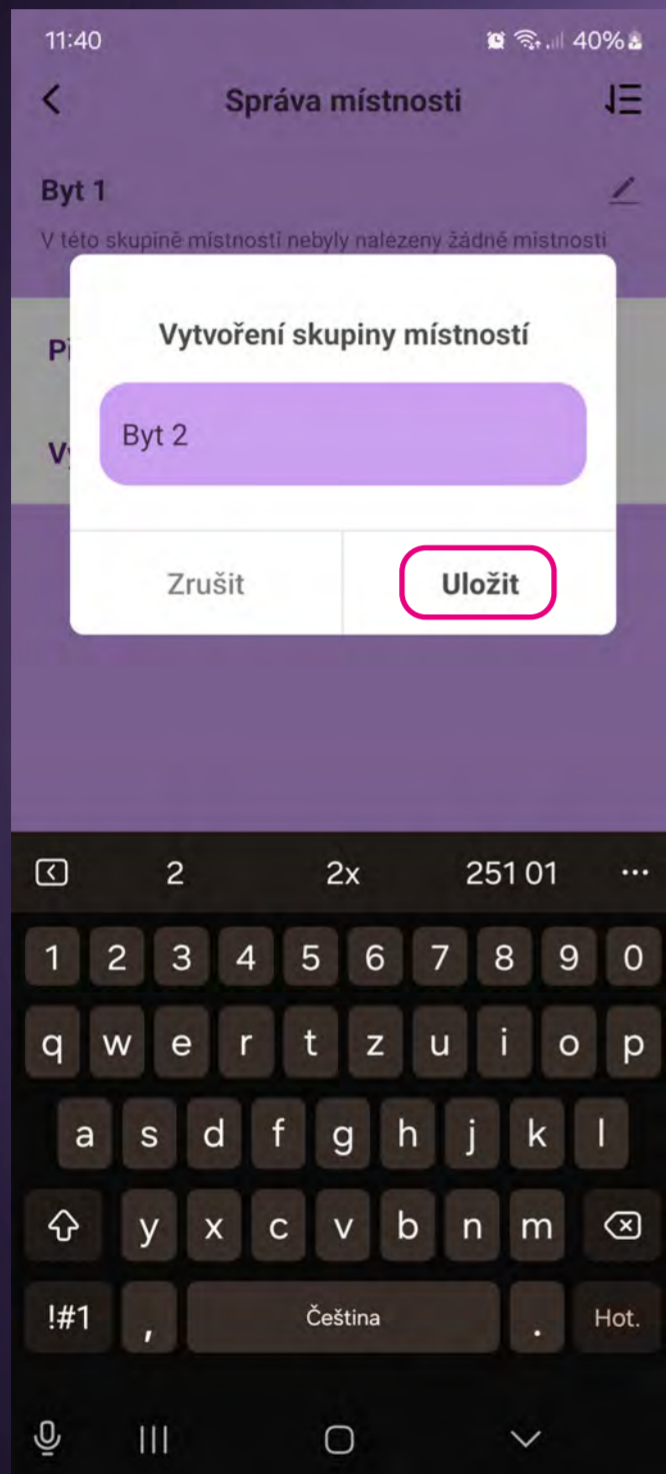 11:40 40%
Správa místnosti
Byt 1
V této skupině místností nebyly nalezeny žádné místnosti
Vytvoření skupiny místností
Byt 2
Zrušit Uložit
2 2x 251 01
1 2 3 4 5 6 7 8 9 0
q w e r t z u i o p
a s d f g h j k l
y x c v b n m
!#1 , Čeština . Hot.